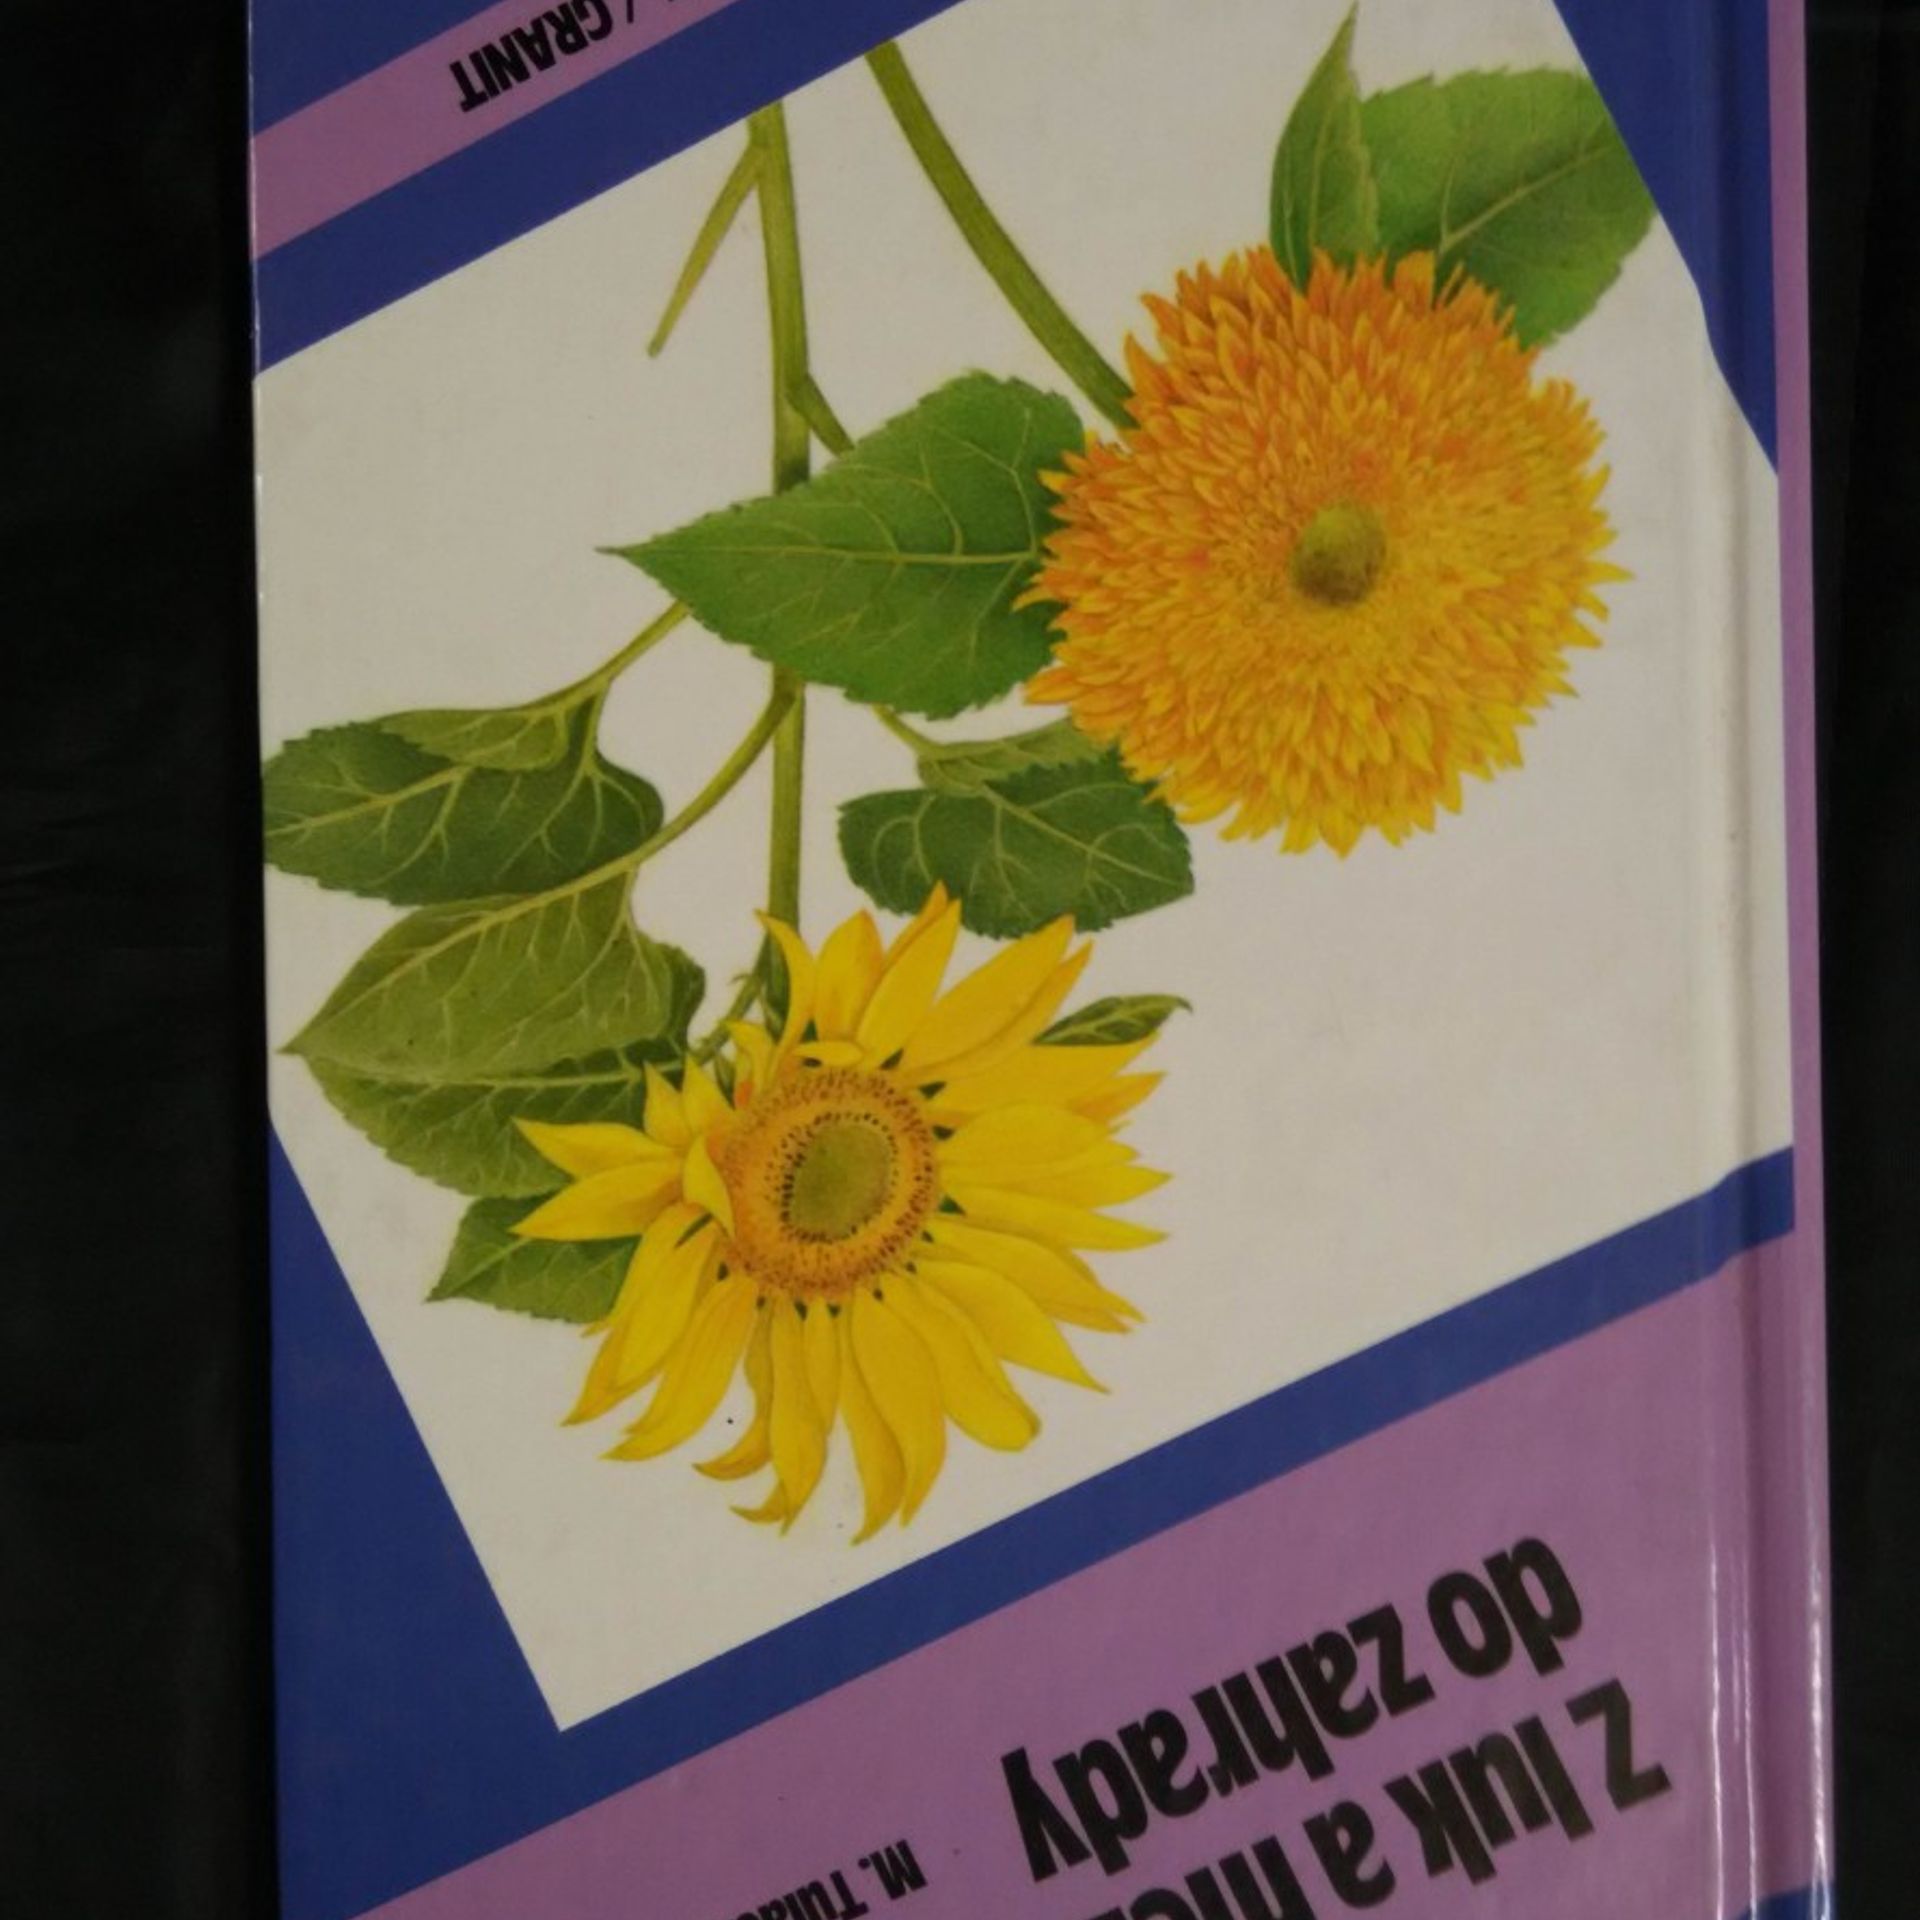 Z luk a
do zahrady
M.
/ GRANIT